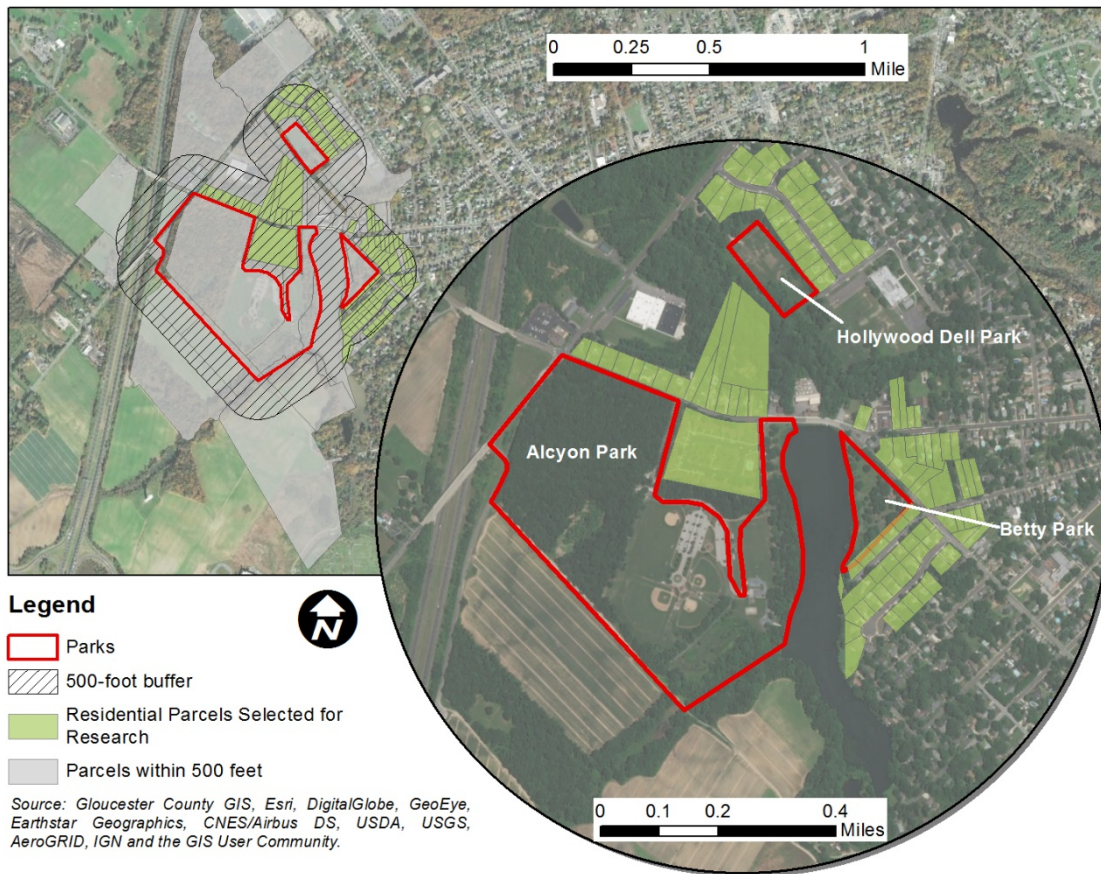 0 0.25 0.5 1
Mile
Hollywood Dell Park
Alcyon Park
Betty Park
Legend
N
Parks
500-foot buffer
Residential Parcels Selected for
Research
Parcels within 500 feet
Source: Gloucester County GIS, Esri, DigitalGlobe, GeoEye,
Earthstar Geographics, CNES/Airbus DS, USDA, USGS,
AeroGRID, IGN and the GIS User Community.
0 0.1 0.2 0.4
Miles